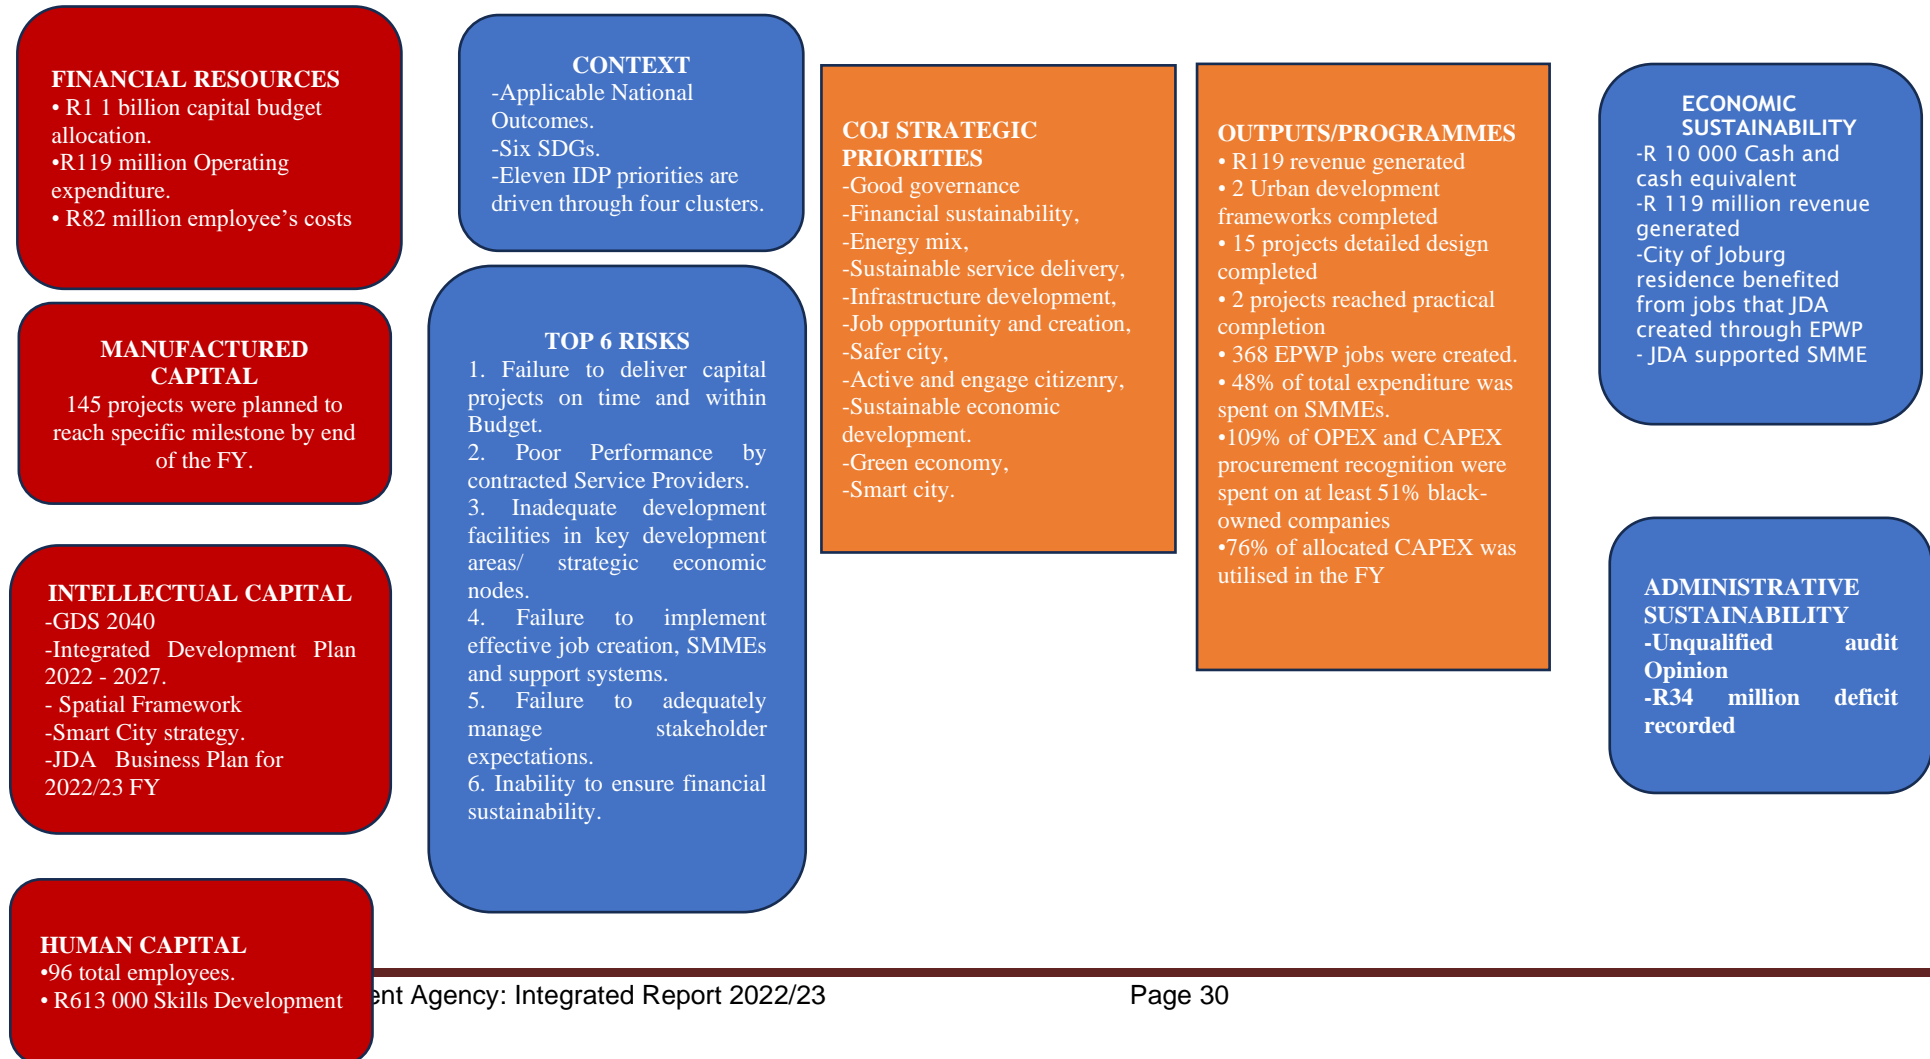 FINANCIAL RESOURCES
• R1 1 billion capital budget
allocation.
•R119 million Operating
expenditure.
• R82 million employee’s costs
MANUFACTURED
CAPITAL
145 projects were planned to
reach specific milestone by end
of the FY.
INTELLECTUAL CAPITAL
-GDS 2040
-Integrated Development Plan
2022 - 2027.
- Spatial Framework
-Smart City strategy.
-JDA Business Plan for
2022/23 FY
HUMAN CAPITAL
•96 total employees.
• R613 000 Skills Development
CONTEXT
-Applicable National
Outcomes.
-Six SDGs.
-Eleven IDP priorities are
driven through four clusters.
TOP 6 RISKS
1. Failure to deliver capital
projects on time and within
Budget.
2. Poor Performance by
contracted Service Providers.
3. Inadequate development
facilities in key development
areas/ strategic economic
nodes.
4. Failure to implement
effective job creation, SMMEs
and support systems.
5. Failure to adequately
manage stakeholder
expectations.
6. Inability to ensure financial
sustainability.
COJ STRATEGIC
PRIORITIES
-Good governance
-Financial sustainability,
-Energy mix,
-Sustainable service delivery,
-Infrastructure development,
-Job opportunity and creation,
-Safer city,
-Active and engage citizenry,
-Sustainable economic
development.
-Green economy,
-Smart city.
OUTPUTS/PROGRAMMES
• R119 revenue generated
• 2 Urban development
frameworks completed
• 15 projects detailed design
completed
• 2 projects reached practical
completion
• 368 EPWP jobs were created.
• 48% of total expenditure was
spent on SMMEs.
•109% of OPEX and CAPEX
procurement recognition were
spent on at least 51% black-
owned companies
•76% of allocated CAPEX was
utilised in the FY
ECONOMIC
SUSTAINABILITY
-R 10 000 Cash and
cash equivalent
-R 119 million revenue
generated
-City of Joburg
residence benefited
from jobs that JDA
created through EPWP
- JDA supported SMME
ADMINISTRATIVE
SUSTAINABILITY
-Unqualified audit
Opinion
-R34 million deficit
recorded
ent Agency: Integrated Report 2022/23 Page 30